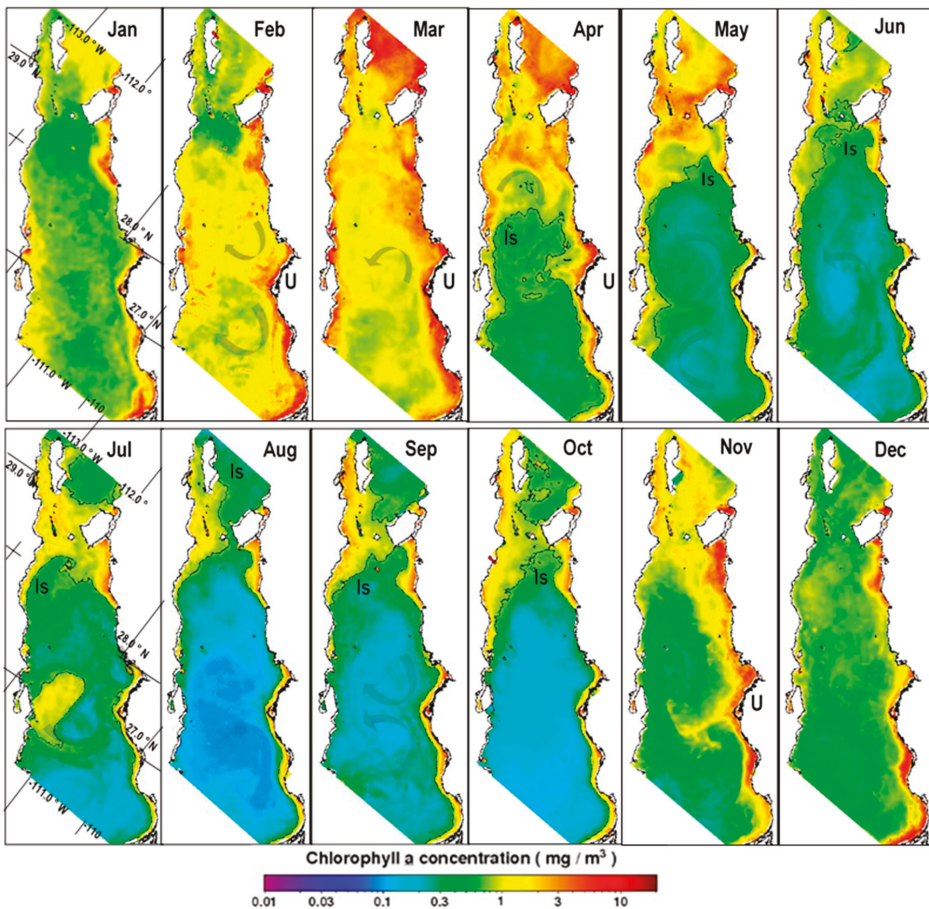 Jan
Feb
Mar
Apr
May
Jun
-113.0 ° W
29.0 °
-112.0 °
28.0 ° N
27.0 ° N
-111.0 ° W
-110
U
Is
U
Is
Is
Jul
Aug
Sep
Oct
Nov
Dec
-113.0 ° W
29.0 ° N
-112.0 °
Is
Is
Is
Is
28.0 ° N
27.0 ° N
-111.0 ° W
-110
U
Chlorophyll a concentration ( mg / m³ )
0.01 0.03 0.1 0.3 1 3 10